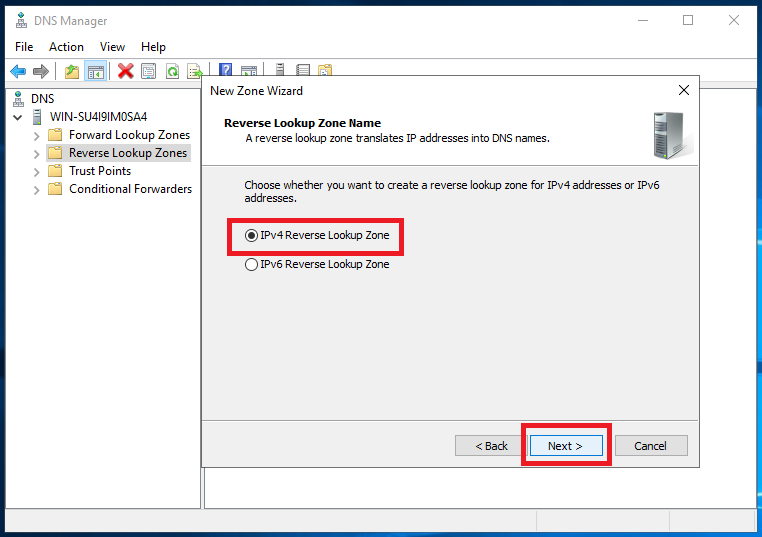 DNS Manager
File Action View Help
DNS
WIN-SU4I9IM0SA4
Forward Lookup Zones
Reverse Lookup Zones
Trust Points
Conditional Forwarders
New Zone Wizard
Reverse Lookup Zone Name
A reverse lookup zone translates IP addresses into DNS names.
Choose whether you want to create a reverse lookup zone for IPv4 addresses or IPv6
addresses.
IPv4 Reverse Lookup Zone
IPv6 Reverse Lookup Zone
< Back Next > Cancel